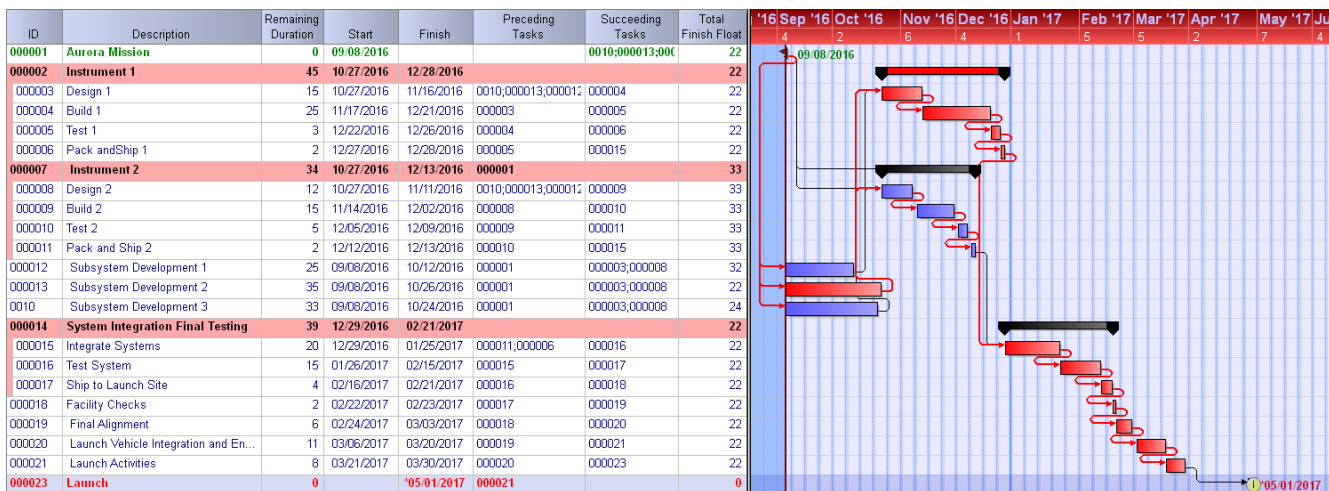 ID Description Remaining Duration Start Finish Preceding Tasks Succeeding Tasks Total Finish Float '16 Sep '16 Oct '16 Nov '16 Dec '16 Jan '17 Feb '17 Mar '17 Apr '17 May '17 Ju
4 2 6 4 1 5 5 2 7 4
000001 Aurora Mission 0 09/08/2016 0010;000013;000 22 09/08/2016
000002 Instrument 1 45 10/27/2016 12/28/2016 22
000003 Design 1 15 10/27/2016 11/16/2016 0010;000013;000012 000004 22
000004 Build 1 25 11/17/2016 12/21/2016 000003 000005 22
000005 Test 1 3 12/22/2016 12/26/2016 000004 000006 22
000006 Pack andShip 1 2 12/27/2016 12/28/2016 000005 000015 22
000007 Instrument 2 34 10/27/2016 12/13/2016 000001 33
000008 Design 2 12 10/27/2016 11/11/2016 0010;000013;000012 000009 33
000009 Build 2 15 11/14/2016 12/02/2016 000008 000010 33
000010 Test 2 5 12/05/2016 12/09/2016 000009 000011 33
000011 Pack and Ship 2 2 12/12/2016 12/13/2016 000010 000015 33
000012 Subsystem Development 1 25 09/08/2016 10/12/2016 000001 000003;000008 32
000013 Subsystem Development 2 35 09/08/2016 10/26/2016 000001 000003;000008 22
0010 Subsystem Development 3 33 09/08/2016 10/24/2016 000001 000003;000008 24
000014 System Integration Final Testing 39 12/29/2016 02/21/2017 22
000015 Integrate Systems 20 12/29/2016 01/25/2017 000011;000006 000016 22
000016 Test System 15 01/26/2017 02/15/2017 000015 000017 22
000017 Ship to Launch Site 4 02/16/2017 02/21/2017 000016 000018 22
000018 Facility Checks 2 02/22/2017 02/23/2017 000017 000019 22
000019 Final Alignment 6 02/24/2017 03/03/2017 000018 000020 22
000020 Launch Vehicle Integration and En... 11 03/06/2017 03/20/2017 000019 000021 22
000021 Launch Activities 8 03/21/2017 03/30/2017 000020 000023 22
000023 Launch 0 *05/01/2017 000021 0 i *05/01/2017